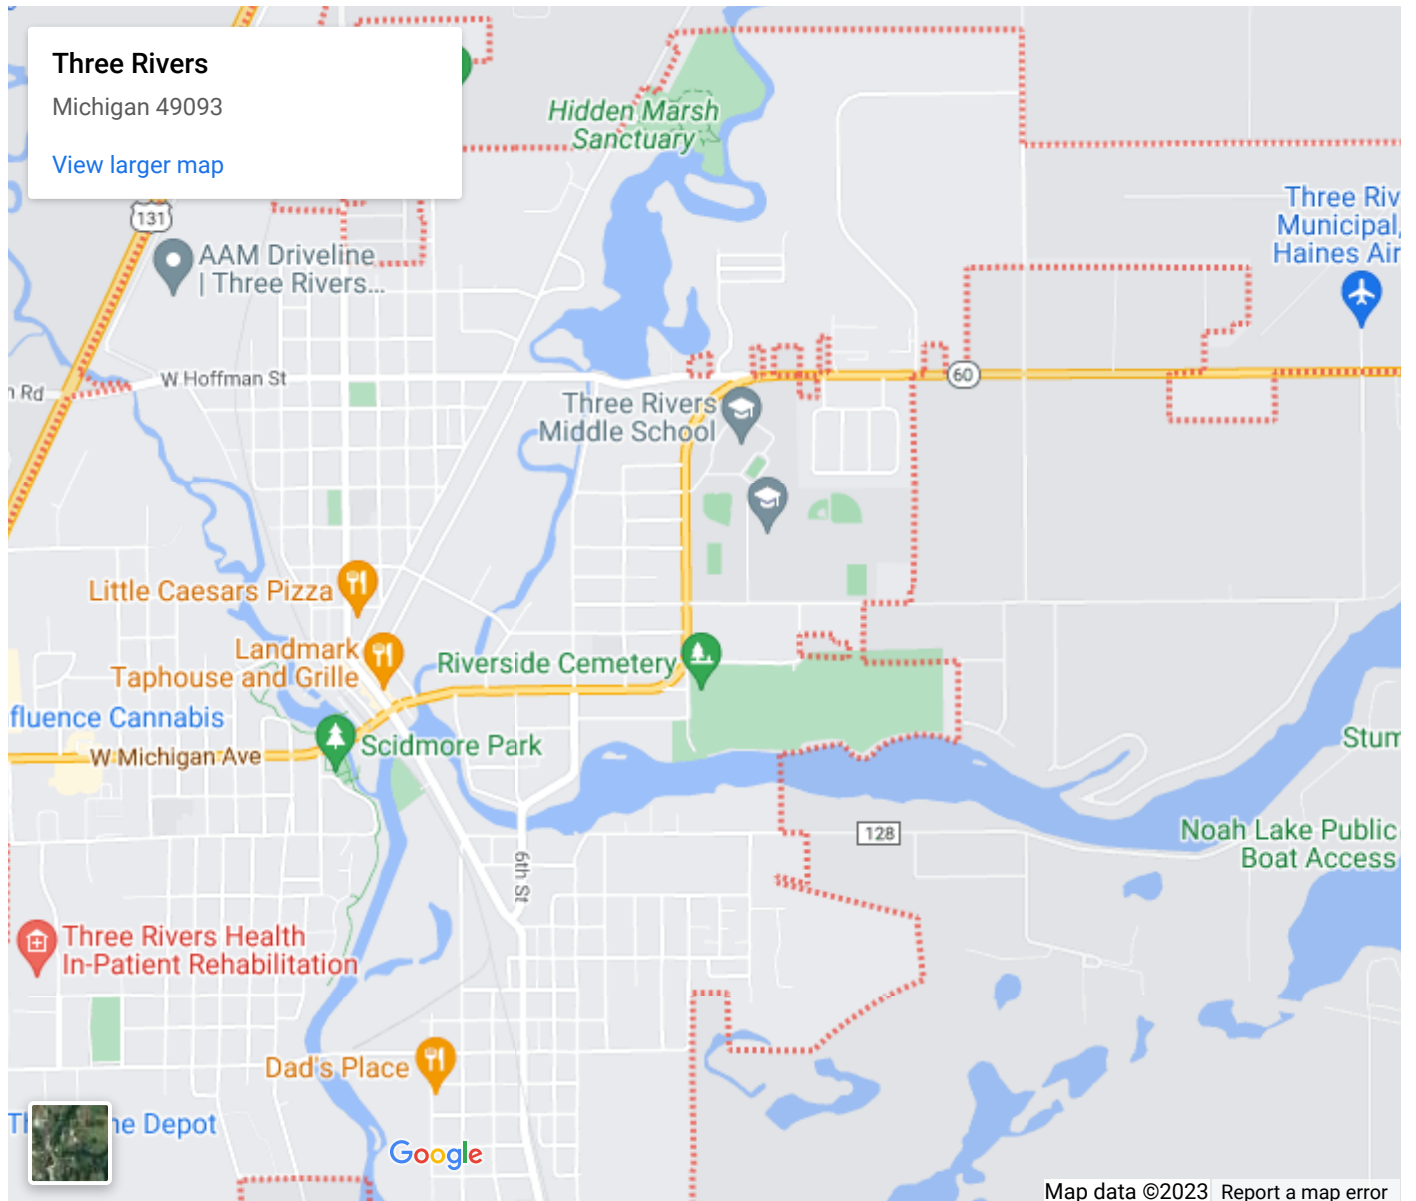 Three Rivers
Michigan 49093
View larger map
Hidden Marsh
Sanctuary
131
Three Riv
Municipal,
Haines Air
AAM Driveline
| Three Rivers...
W Hoffman St
n Rd
60
Three Rivers
Middle School
Little Caesars Pizza
Landmark
Taphouse and Grille
Riverside Cemetery
fluence Cannabis
Scidmore Park
W Michigan Ave
Stum
128
Noah Lake Public
Boat Access
6th St
Three Rivers Health
In-Patient Rehabilitation
Dad's Place
Th
ne Depot
Google
Map data ©2023
Report a map error